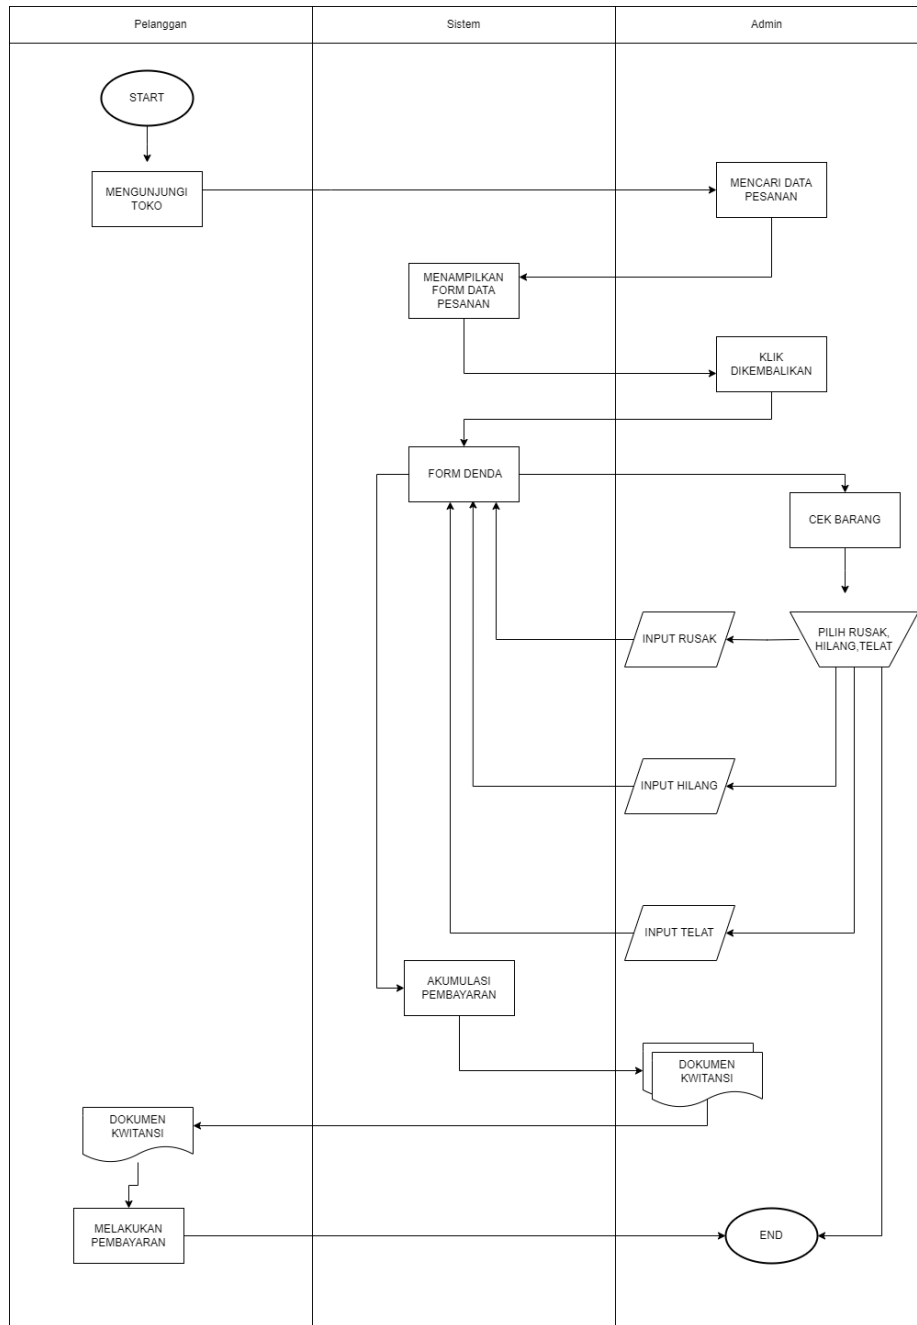 Pelanggan
Sistem
Admin
START
MENGUNJUNGI
TOKO
MENCARI DATA
PESANAN
MENAMPILKAN
FORM DATA
PESANAN
KLIK
DIKEMBALIKAN
FORM DENDA
CEK BARANG
INPUT RUSAK
PILIH RUSAK,
HILANG,TELAT
INPUT HILANG
INPUT TELAT
AKUMULASI
PEMBAYARAN
DOKUMEN
KWITANSI
DOKUMEN
KWITANSI
MELAKUKAN
PEMBAYARAN
END